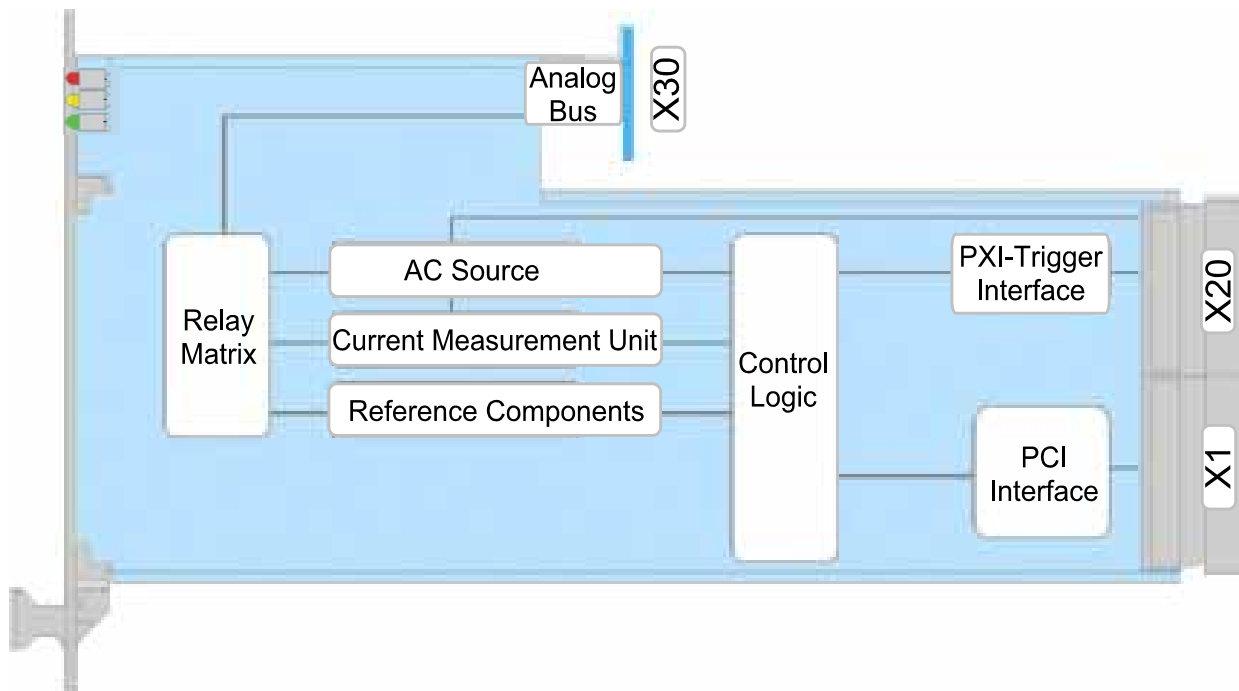 Analog
Bus
X30
AC Source
PXI-Trigger
Interface
X20
Relay
Matrix
Current Measurement Unit
Control
Logic
Reference Components
PCI
Interface
X1